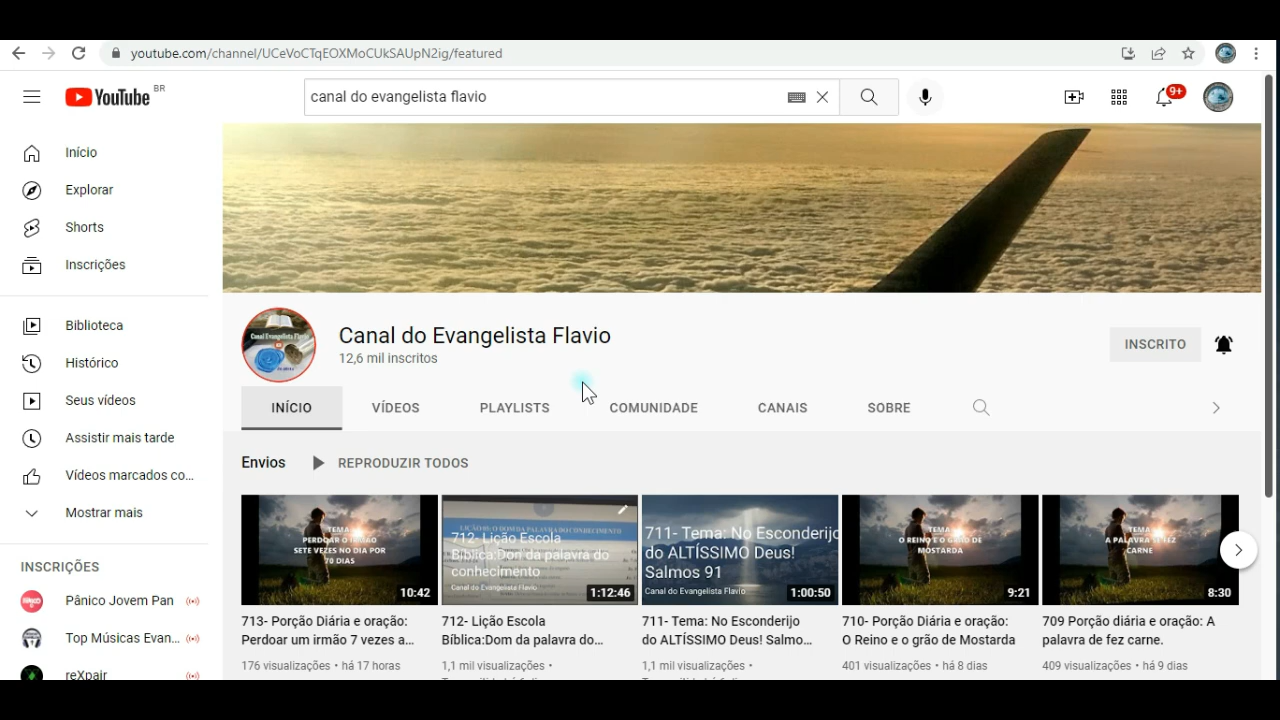 youtube.com/channel/UCeVoCTqEOXMoCUkSAUpN2ig/featured
YouTube BR
canal do evangelista flavio
9+
Início
Explorar
Shorts
Inscrições
Biblioteca
Histórico
Seus vídeos
Assistir mais tarde
Vídeos marcados co...
Mostrar mais
INSCRIÇÕES
Pânico Jovem Pan
Top Músicas Evan...
reXpair
Canal Evangelista Flavio
Canal do Evangelista Flavio
12,6 mil inscritos
INSCRITO
INÍCIO VÍDEOS PLAYLISTS COMUNIDADE CANAIS SOBRE
Envios REPRODUZIR TODOS
TEMA
PERDOAR O IRMÃO
SETE VEZES NO DIA POR
70 DIAS
10:42
713- Porção Diária e oração:
Perdoar um irmão 7 vezes a...
176 visualizações • há 17 horas
712- Lição Escola
Bíblica:Dom da palavra do
conhecimento
Canal do Evangelista Flavio
1:12:46
712- Lição Escola
Bíblica:Dom da palavra do...
1,1 mil visualizações •
711- Tema: No Esconderijo
do ALTÍSSIMO Deus!
Salmos 91
Canal do Evangelista Flavio
1:00:50
711- Tema: No Esconderijo
do ALTÍSSIMO Deus! Salmo...
1,1 mil visualizações •
TEMA
O REINO E O GRÃO DE
MOSTARDA
9:21
710- Porção Diária e oração:
O Reino e o grão de Mostarda
401 visualizações • há 8 dias
TEMA
A PALAVRA SE FEZ
CARNE
8:30
709 Porção diária e oração: A
palavra de fez carne.
409 visualizações • há 9 dias